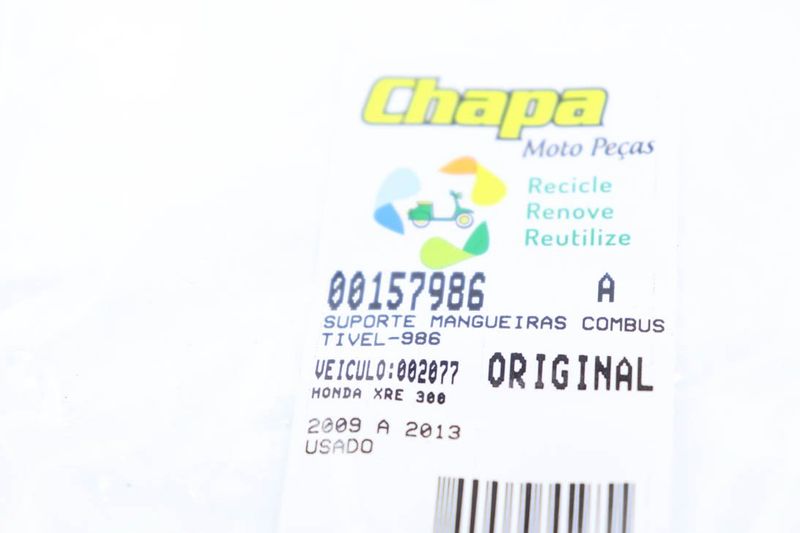 Chapa
Moto Peças
Recicle
Renove
Reutilize
00157986 A
SUPORTE MANGUEIRAS COMBUS
TIVEL-986
VEICULO:002077 ORIGINAL
HONDA XRE 300
2009 A 2013
USADO